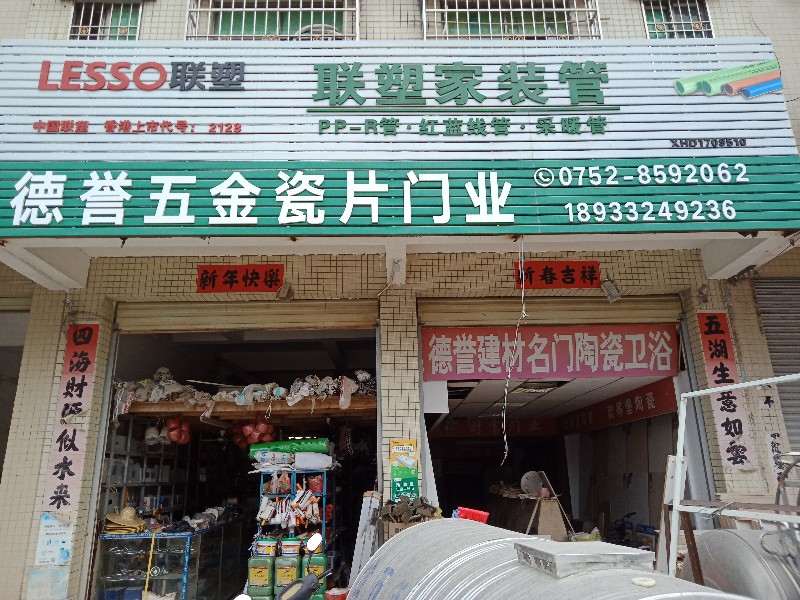 LESSO联塑
联塑家装管
中国联塑 香港上市代号: 2128
PP-R管·红蓝线管·采暖管
XHD1709510
德誉五金瓷片门业
0752-8592062
18933249236
新年快樂
新春吉祥
四海财源似水来
五湖生意如雲
德誉建材名门陶瓷卫浴